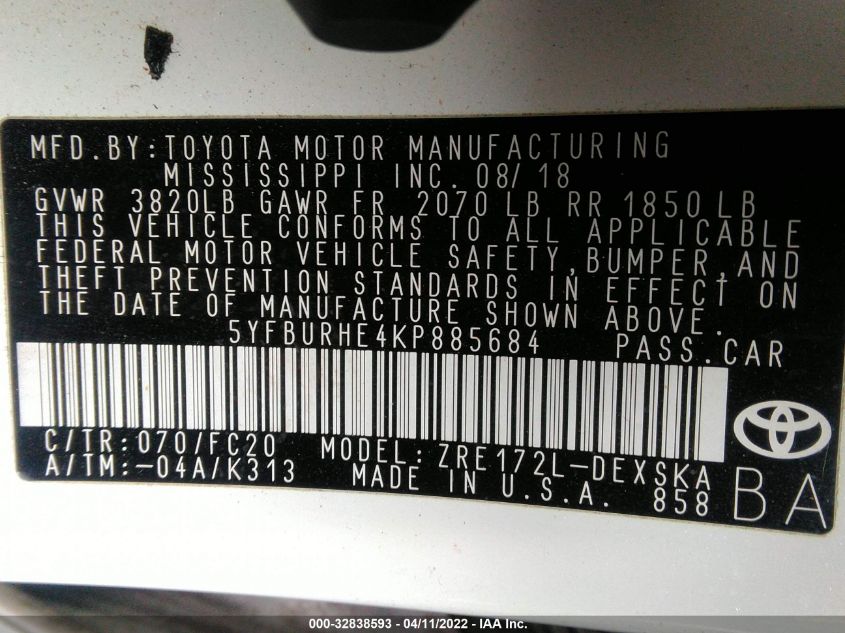 MFD.BY:TOYOTA MOTOR MANUFACTURING
MISSISSIPPI INC. 08/18
GVWR 3820LB GAWR FR 2070 LB RR 1850 LB
THIS VEHICLE CONFORMS TO ALL APPLICABLE
FEDERAL MOTOR VEHICLE SAFETY,BUMPER,AND
THEFT PREVENTION STANDARDS IN EFFECT ON
THE DATE OF MANUFACTURE SHOWN ABOVE.
5YFBURHE4KP885684 PASS.CAR
C/TR:070/FC20 MODEL:ZRE172L-DEXSKA
A/TM:-04A/K313 MADE IN U.S.A. 858
BA
000-32838593 - 04/11/2022 - IAA Inc.